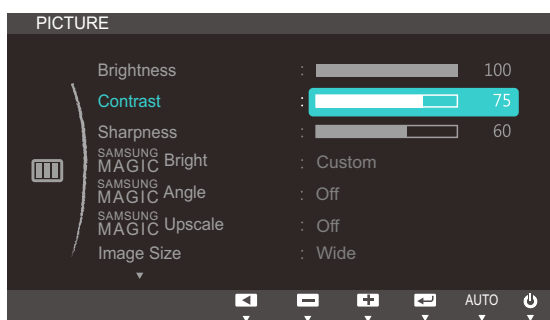 PICTURE
Brightness : 100
Contrast : 75
Sharpness : 60
SAMSUNG MAGIC Bright : Custom
SAMSUNG MAGIC Angle : Off
SAMSUNG MAGIC Upscale : Off
Image Size : Wide
AUTO